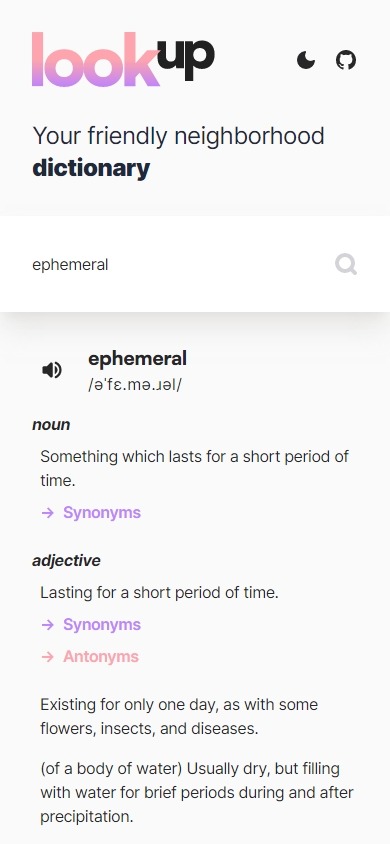 lookup
Your friendly neighborhood
dictionary
ephemeral
ephemeral
/əˈfɛ.mə.ɹəl/
noun
Something which lasts for a short period of
time.
→ Synonyms
adjective
Lasting for a short period of time.
→ Synonyms
→ Antonyms
Existing for only one day, as with some
flowers, insects, and diseases.
(of a body of water) Usually dry, but filling
with water for brief periods during and after
precipitation.